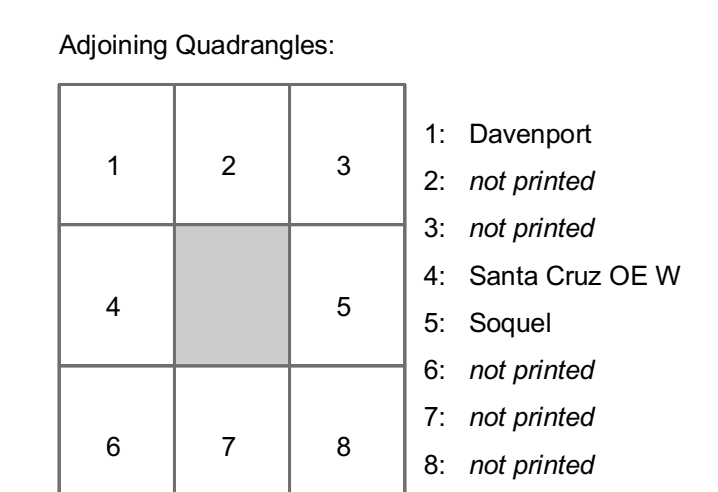 Adjoining Quadrangles:
1 2 3
4 5
6 7 8
1: Davenport
2: not printed
3: not printed
4: Santa Cruz OE W
5: Soquel
6: not printed
7: not printed
8: not printed